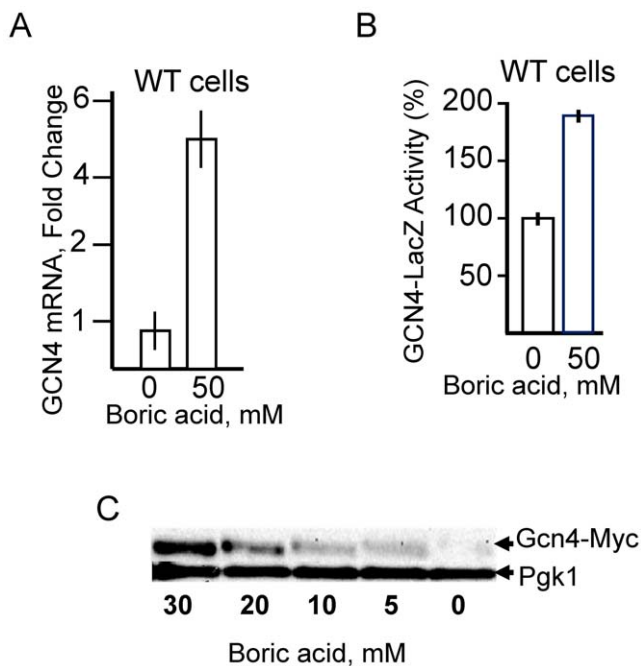 A
WT cells
GCN4 mRNA, Fold Change
6
4
2
1
0 50
Boric acid, mM
B
WT cells
GCN4-LacZ Activity (%)
200
150
100
50
0 50
Boric acid, mM
C
Gcn4-Myc
Pgk1
30 20 10 5 0
Boric acid, mM